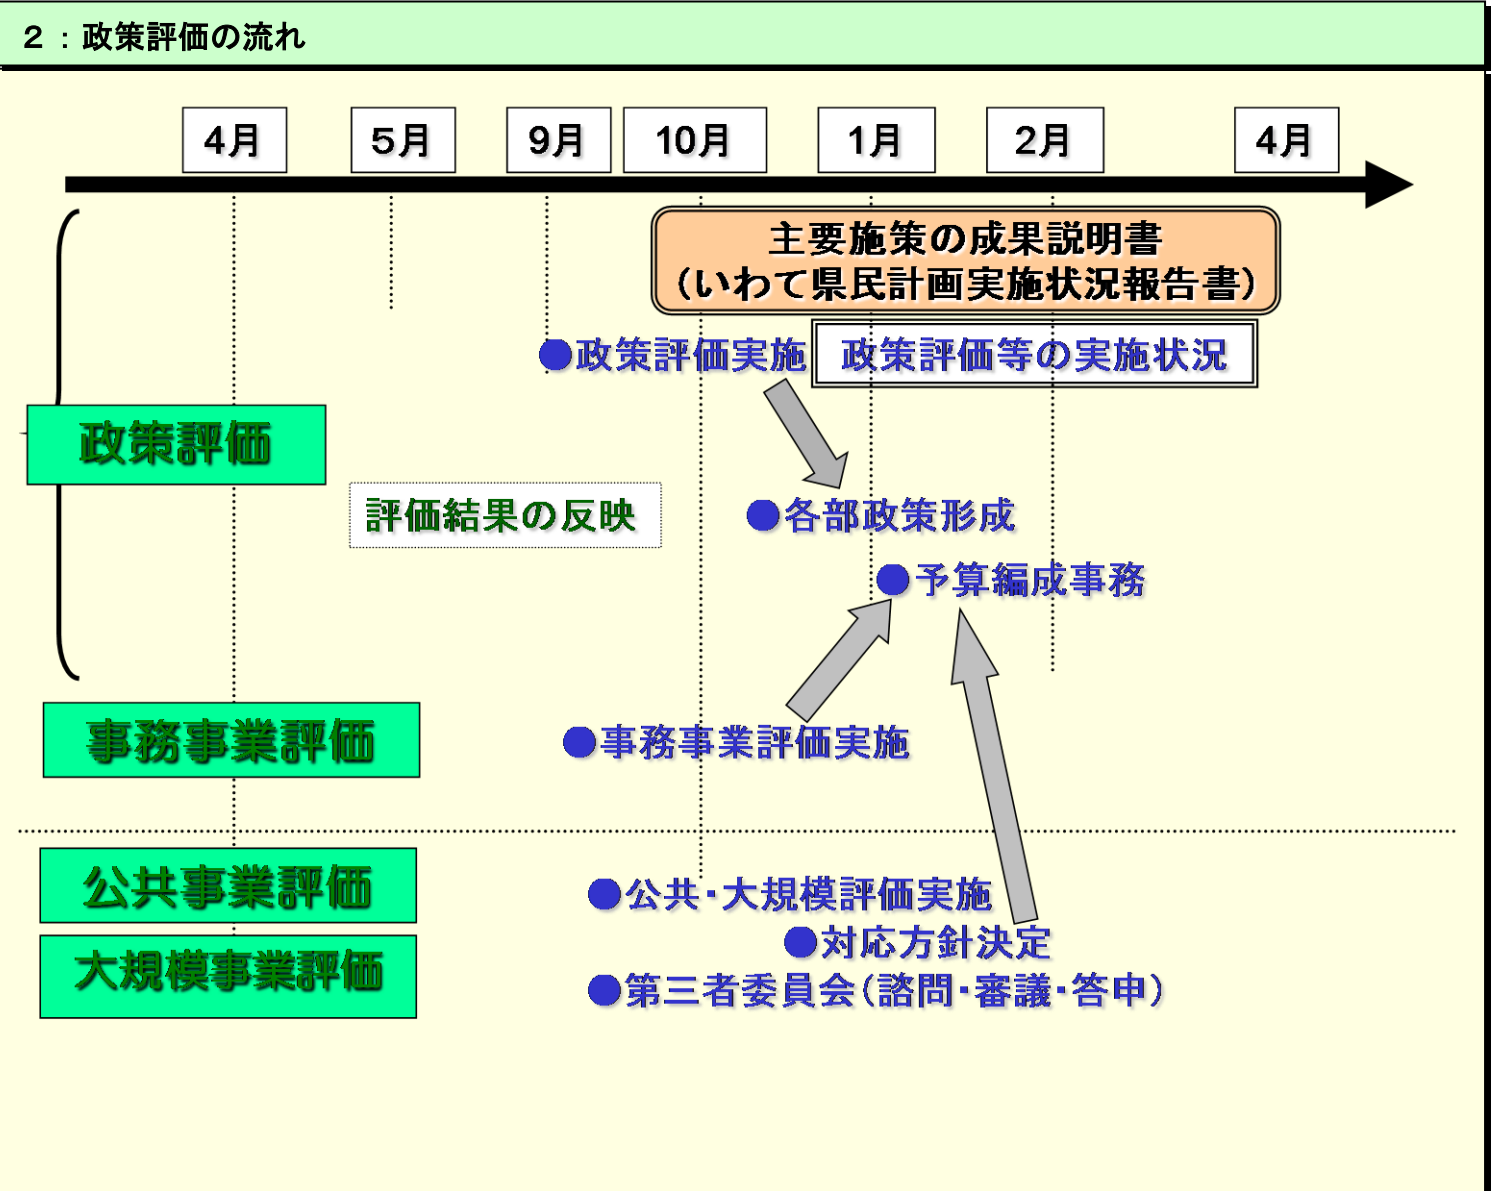 ２：政策評価の流れ
4月
５月
9月
10月
1月
2月
4月
主要施策の成果説明書
（いわて県民計画実施状況報告書）
●政策評価実施
政策評価等の実施状況
政策評価
評価結果の反映
●各部政策形成
●予算編成事務
事務事業評価
●事務事業評価実施
公共事業評価
●公共・大規模評価実施
●対応方針決定
大規模事業評価
●第三者委員会（諮問・審議・答申）